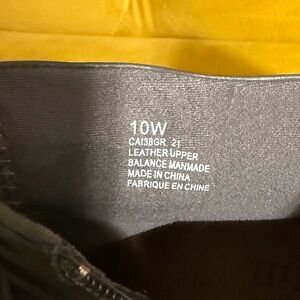 10W
CAI38GR 21
LEATHER UPPER
BALANCE MANMADE
MADE IN CHINA
FABRIQUE EN CHINE